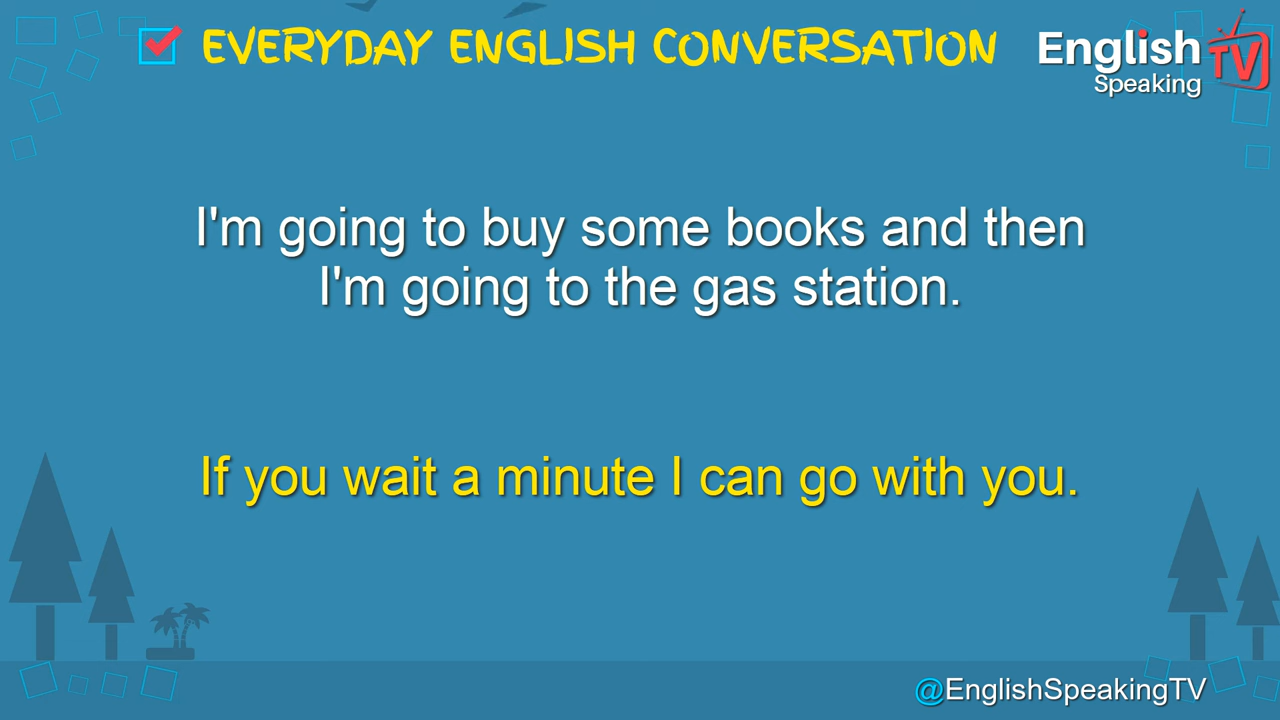 EVERYDAY ENGLISH CONVERSATION
English
Speaking
TV
I'm going to buy some books and then
I'm going to the gas station.
If you wait a minute I can go with you.
@EnglishSpeakingTV